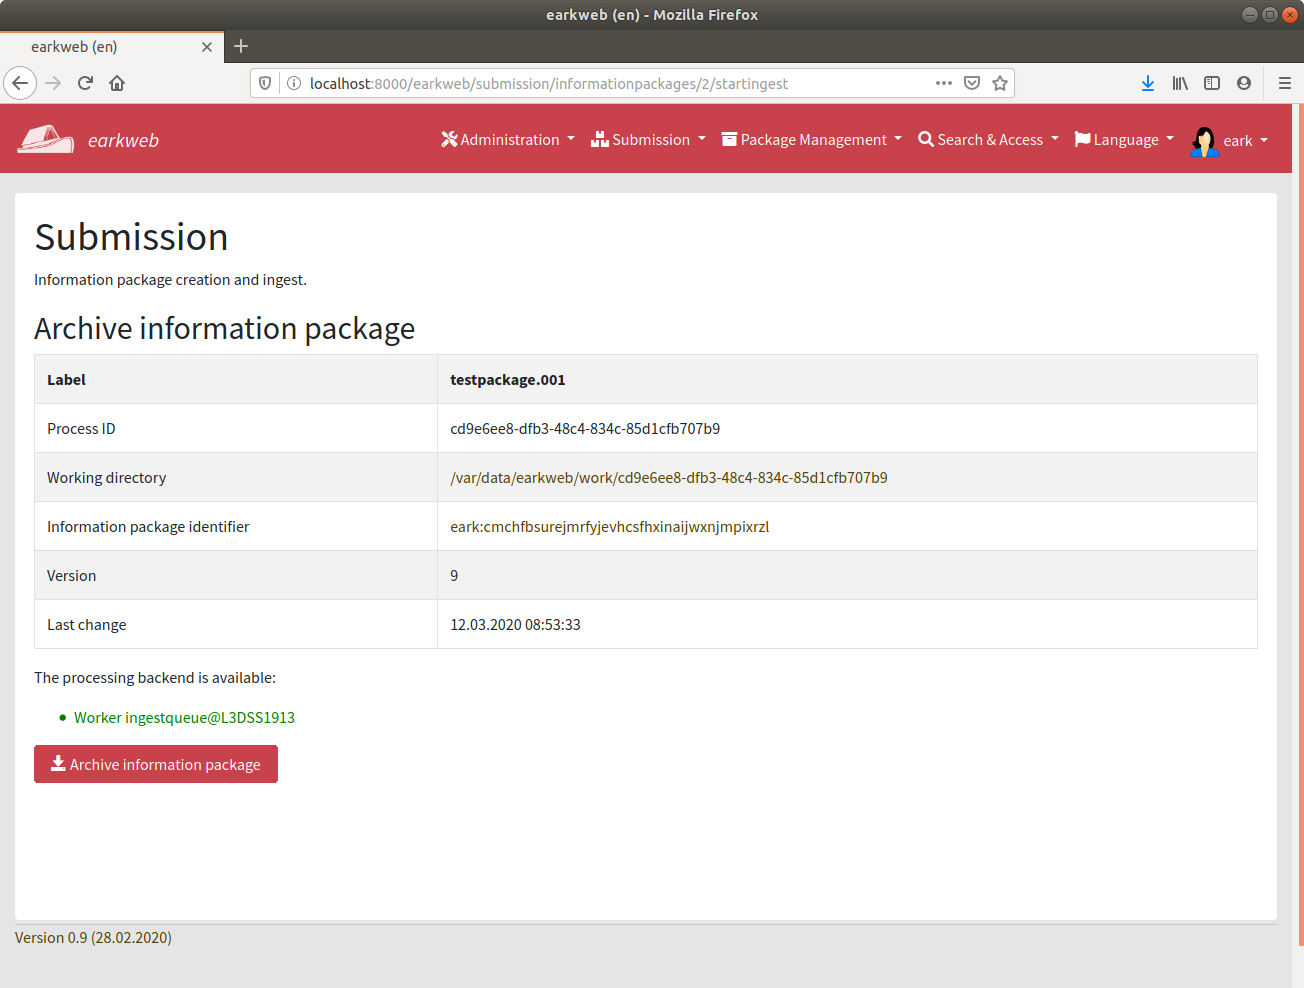 earkweb (en) - Mozilla Firefox
earkweb (en)
localhost:8000/earkweb/submission/informationpackages/2/startingest
earkweb Administration Submission Package Management Search & Access Language eark
Submission
Information package creation and ingest.
Archive information package
Label testpackage.001
Process ID cd9e6ee8-dfb3-48c4-834c-85d1cfb707b9
Working directory /var/data/earkweb/work/cd9e6ee8-dfb3-48c4-834c-85d1cfb707b9
Information package identifier eark:cmchfbsurejmrfyjevhcsfhxinaijwxnjmpixrzl
Version 9
Last change 12.03.2020 08:53:33
The processing backend is available:
Worker ingestqueue@L3DSS1913
Archive information package
Version 0.9 (28.02.2020)